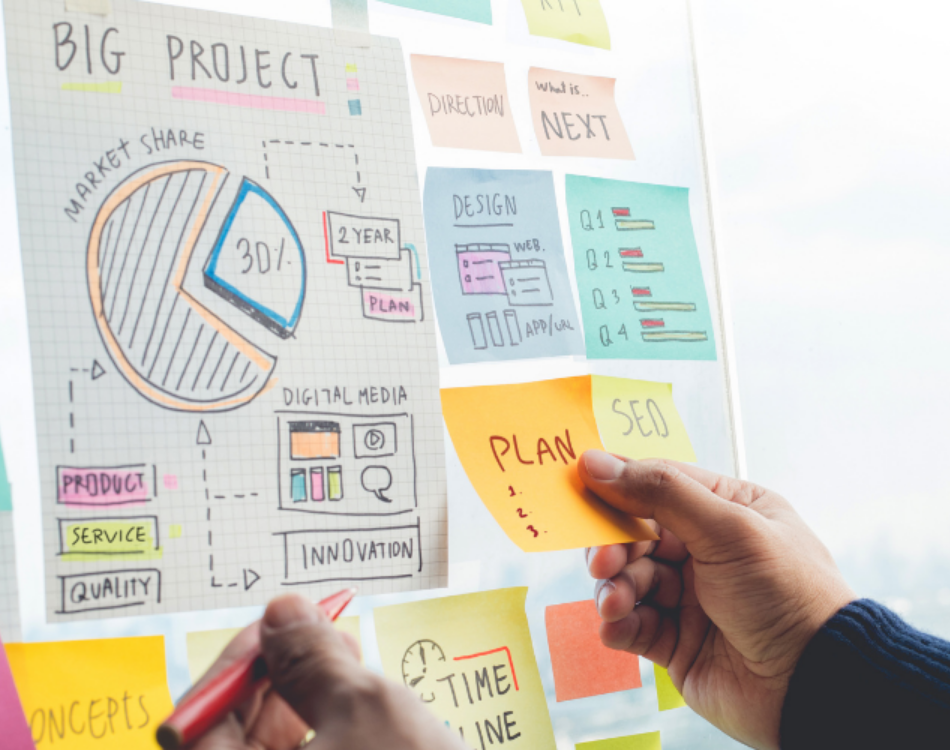 BIG PROJECT
MARKET SHARE
30%
2 YEAR
PLAN
DIGITAL MEDIA
PRODUCT
SERVICE
QUALITY
INNOVATION
DIRECTION
What is..
NEXT
DESIGN
WEB.
APP/URL
Q1
Q2
Q3
Q4
PLAN
1.
2.
3.
SEO
ONCEPTS
TIME
LINE